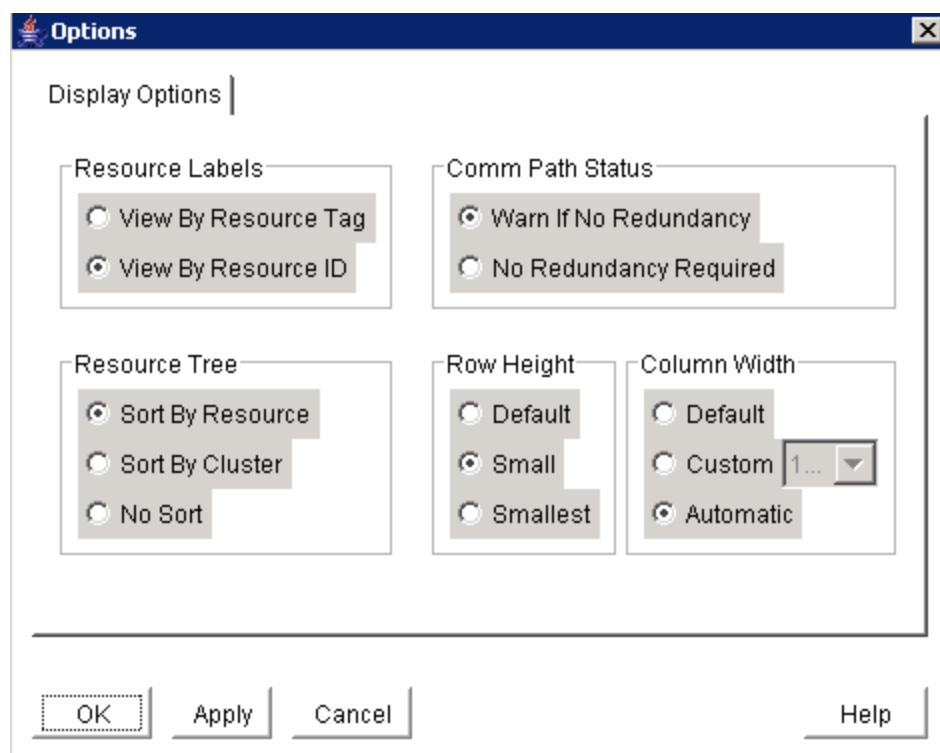 Options
Display Options
Resource Labels
View By Resource Tag
View By Resource ID
Comm Path Status
Warn If No Redundancy
No Redundancy Required
Resource Tree
Sort By Resource
Sort By Cluster
No Sort
Row Height
Default
Small
Smallest
Column Width
Default
Custom 1...
Automatic
OK Apply Cancel Help